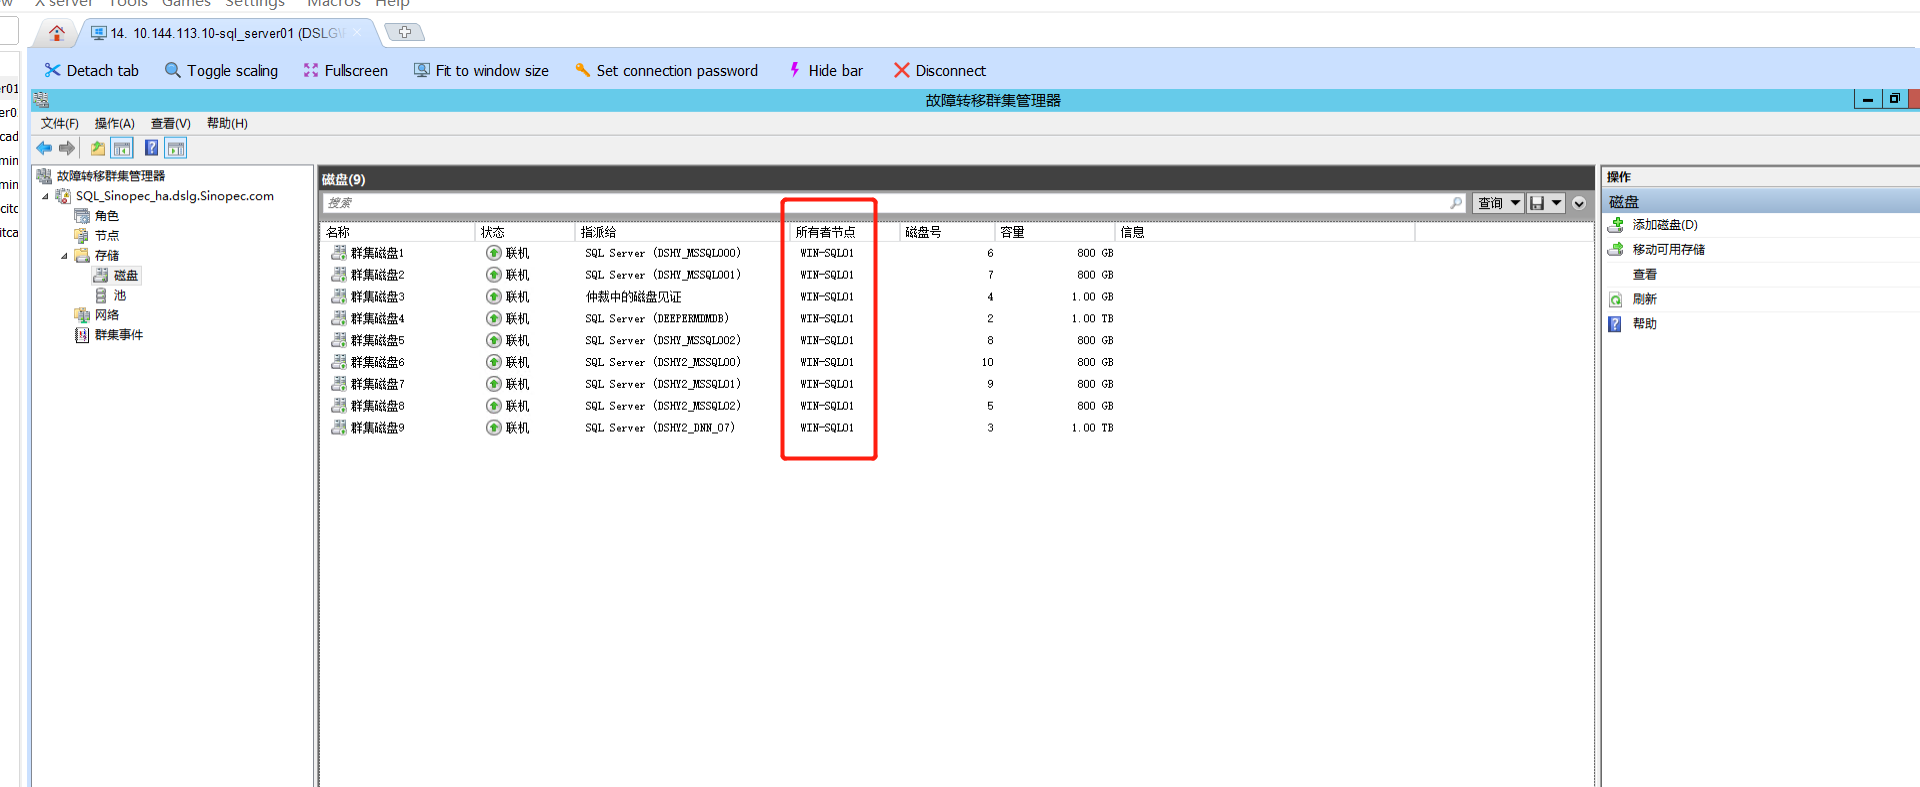 X server Tools Games Settings Macros Help
14. 10.144.113.10-sql_server01 (DSLG\
Detach tab Toggle scaling Fullscreen Fit to window size Set connection password Hide bar Disconnect
er01
er0
cad
min
min
citc
itca
故障转移群集管理器
文件(F) 操作(A) 查看(V) 帮助(H)
故障转移群集管理器
SQL_Sinopec_ha.dslg.Sinopec.com
角色
节点
存储
磁盘
池
网络
群集事件
磁盘(9)
搜索 查询
名称 状态 指派给 所有者节点 磁盘号 容量 信息
群集磁盘1 联机 SQL Server (DSHY_MSSQL000) WIN-SQL01 6 800 GB
群集磁盘2 联机 SQL Server (DSHY_MSSQL001) WIN-SQL01 7 800 GB
群集磁盘3 联机 仲裁中的磁盘见证 WIN-SQL01 4 1.00 GB
群集磁盘4 联机 SQL Server (DEEPERMDMDB) WIN-SQL01 2 1.00 TB
群集磁盘5 联机 SQL Server (DSHY_MSSQL002) WIN-SQL01 8 800 GB
群集磁盘6 联机 SQL Server (DSHY2_MSSQL00) WIN-SQL01 10 800 GB
群集磁盘7 联机 SQL Server (DSHY2_MSSQL01) WIN-SQL01 9 800 GB
群集磁盘8 联机 SQL Server (DSHY2_MSSQL02) WIN-SQL01 5 800 GB
群集磁盘9 联机 SQL Server (DSHY2_DNN_07) WIN-SQL01 3 1.00 TB
操作
磁盘
添加磁盘(D)
移动可用存储
查看
刷新
帮助